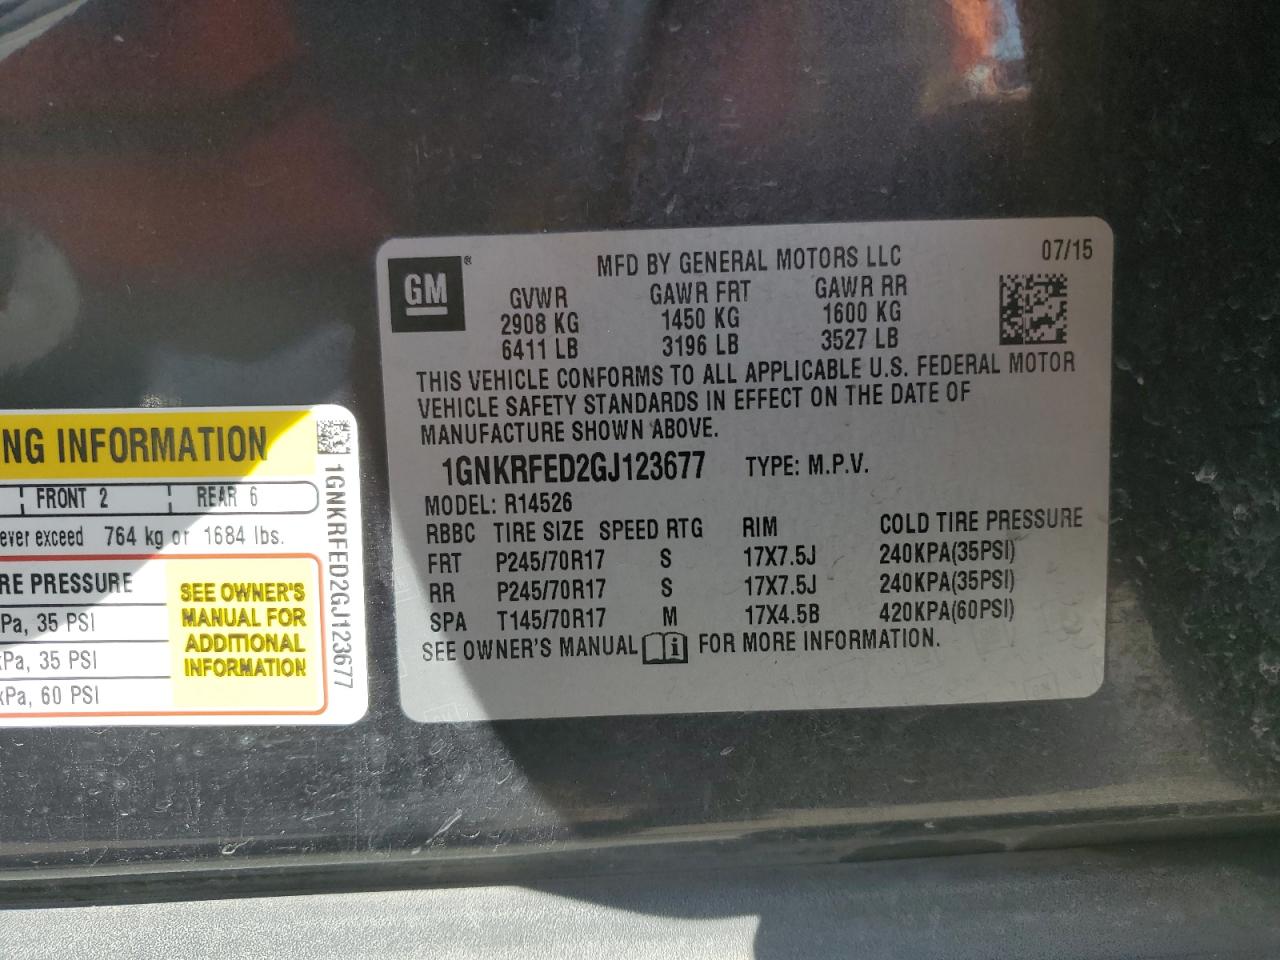 NG INFORMATION
FRONT 2 REAR 6
ever exceed 764 kg or 1684 lbs.
RE PRESSURE
Pa, 35 PSI
kPa, 35 PSI
kPa, 60 PSI
SEE OWNER'S
MANUAL FOR
ADDITIONAL
INFORMATION
1GNKRFED2GJ123677
GM®
MFD BY GENERAL MOTORS LLC 07/15
GVWR GAWR FRT GAWR RR
2908 KG 1450 KG 1600 KG
6411 LB 3196 LB 3527 LB
THIS VEHICLE CONFORMS TO ALL APPLICABLE U.S. FEDERAL MOTOR
VEHICLE SAFETY STANDARDS IN EFFECT ON THE DATE OF
MANUFACTURE SHOWN ABOVE.
1GNKRFED2GJ123677 TYPE: M.P.V.
MODEL: R14526
RBBC TIRE SIZE SPEED RTG RIM COLD TIRE PRESSURE
FRT P245/70R17 S 17X7.5J 240KPA(35PSI)
RR P245/70R17 S 17X7.5J 240KPA(35PSI)
SPA T145/70R17 M 17X4.5B 420KPA(60PSI)
SEE OWNER'S MANUAL i FOR MORE INFORMATION.